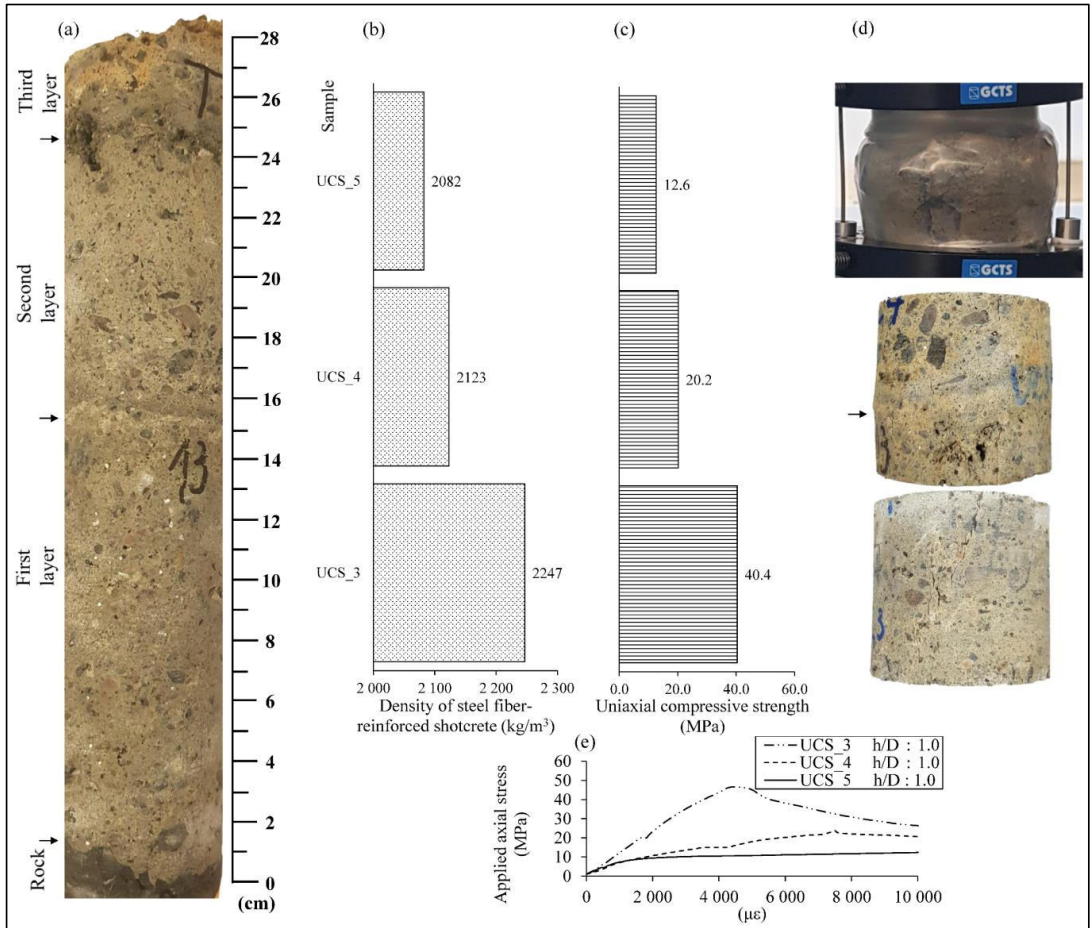 (a)
Third
layer
Second
layer
First
layer
Rock
T
13
28
26
24
22
20
18
16
14
12
10
8
6
4
2
0
(cm)
(b)
Sample
UCS_5
2082
UCS_4
2123
UCS_3
2247
2 000
2 100
2 200
2 300
Density of steel fiber-
reinforced shotcrete (kg/m³)
(c)
12.6
20.2
40.4
0.0
20.0
40.0
60.0
Uniaxial compressive strength
(MPa)
(d)
GCTS
GCTS
(e)
UCS_3 h/D : 1.0
UCS_4 h/D : 1.0
UCS_5 h/D : 1.0
Applied axial stress
(MPa)
60
50
40
30
20
10
0
0
2 000
4 000
6 000
8 000
10 000
(με)